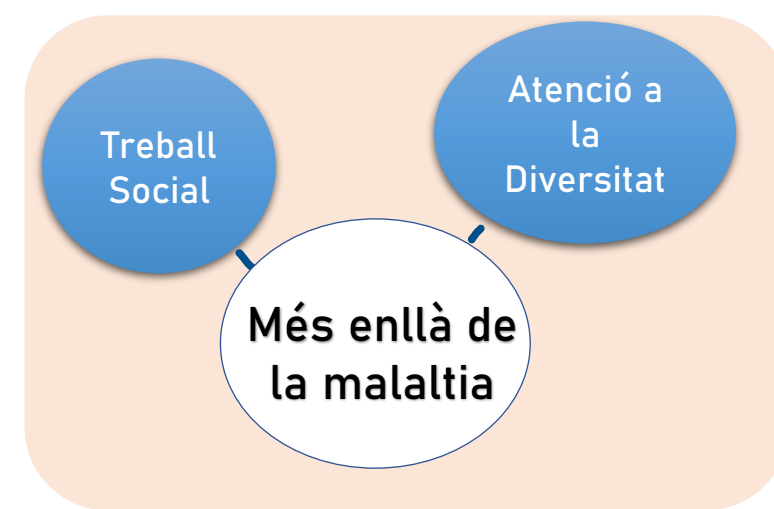 Treball
Social
Atenció a
la
Diversitat
Més enllà de
la malaltia